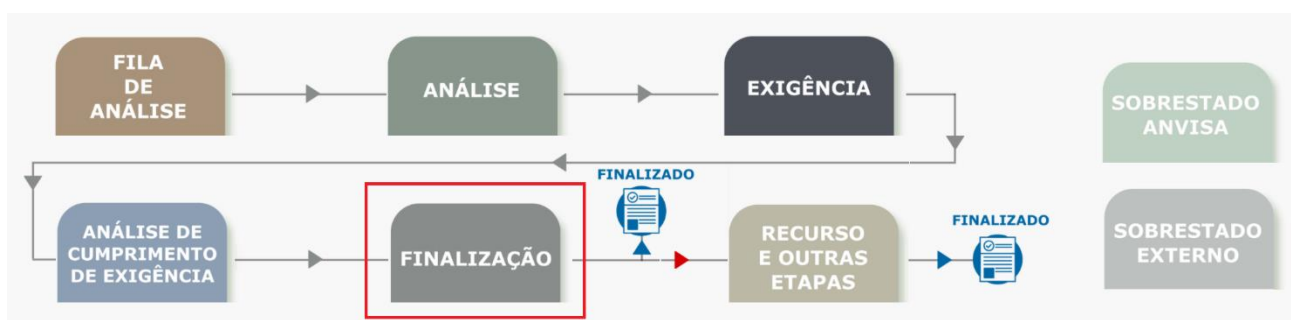 FILA
DE
ANÁLISE
ANÁLISE
EXIGÊNCIA
SOBRESTADO
ANVISA
ANÁLISE DE
CUMPRIMENTO
DE EXIGÊNCIA
FINALIZAÇÃO
FINALIZADO
RECURSO
E OUTRAS
ETAPAS
FINALIZADO
SOBRESTADO
EXTERNO